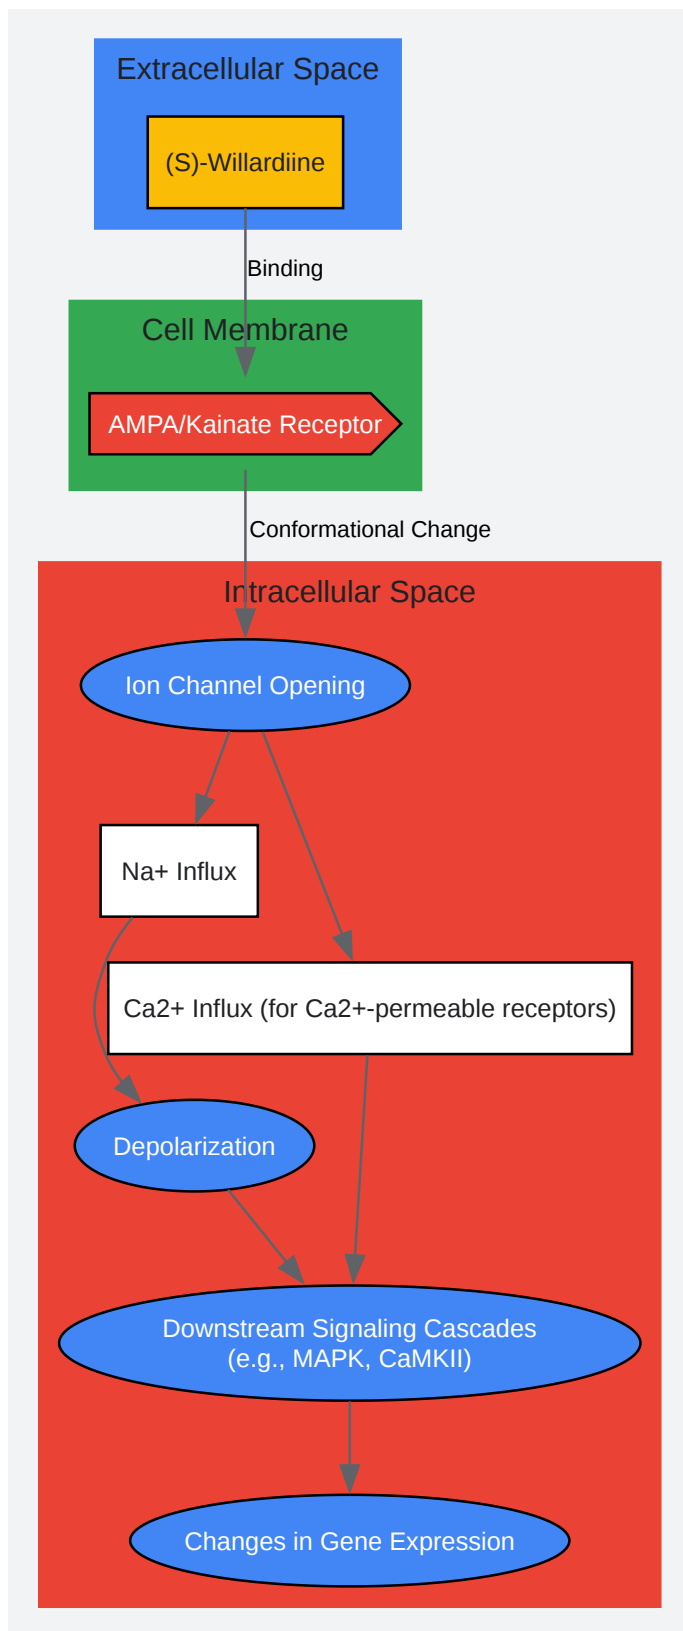 Extracellular Space
(S)-Willardiine
Binding
Cell Membrane
AMPA/Kainate Receptor
Conformational Change
Intracellular Space
Ion Channel Opening
Na+ Influx
Ca2+ Influx (for Ca2+-permeable receptors)
Depolarization
Downstream Signaling Cascades
(e.g., MAPK, CaMKII)
Changes in Gene Expression